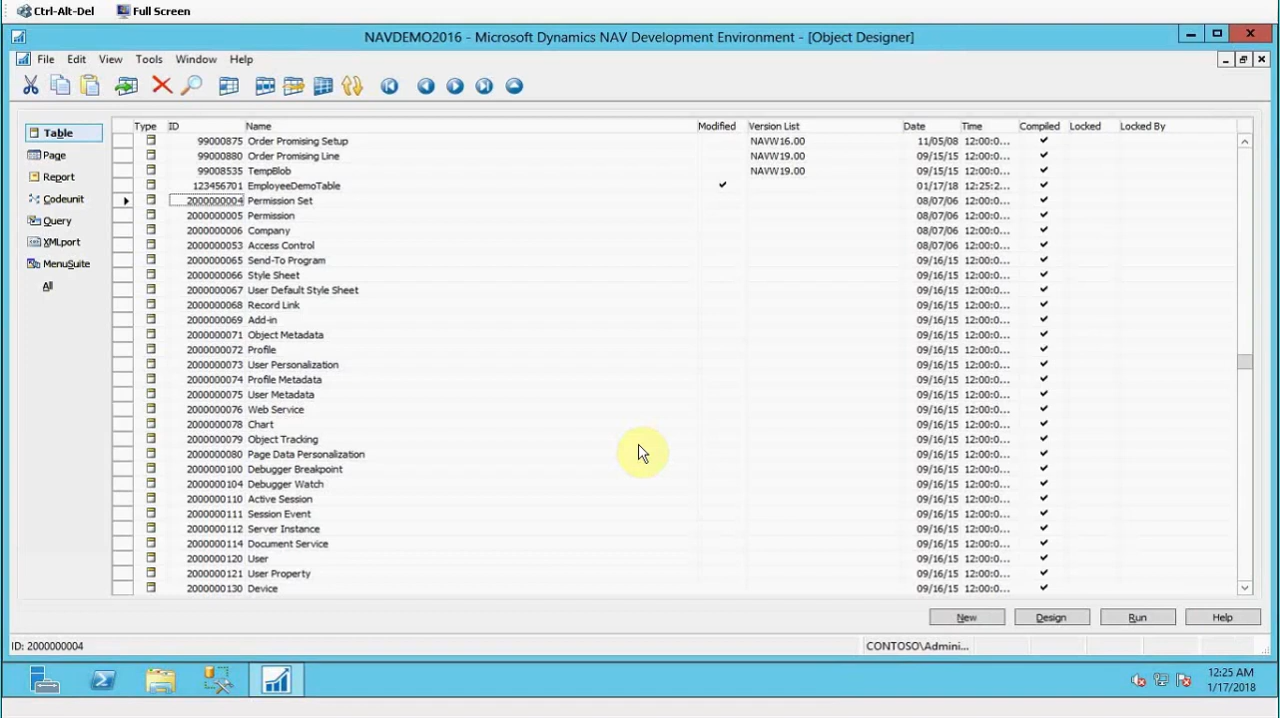 Ctrl-Alt-Del Full Screen
NAVDEMO2016 - Microsoft Dynamics NAV Development Environment - [Object Designer]
File Edit View Tools Window Help
Table
Page
Report
Codeunit
Query
XMLport
MenuSuite
All
Type ID Name Modified Version List Date Time Compiled Locked Locked By
99000875 Order Promising Setup NAVW16.00 11/05/08 12:00:0...
99000880 Order Promising Line NAVW19.00 09/15/15 12:00:0...
99008535 TempBlob NAVW19.00 09/15/15 12:00:0...
123456701 EmployeeDemoTable 01/17/18 12:25:2...
2000000004 Permission Set 08/07/06 12:00:0...
2000000005 Permission 08/07/06 12:00:0...
2000000006 Company 08/07/06 12:00:0...
2000000053 Access Control 08/07/06 12:00:0...
2000000065 Send-To Program 09/16/15 12:00:0...
2000000066 Style Sheet 09/16/15 12:00:0...
2000000067 User Default Style Sheet 09/16/15 12:00:0...
2000000068 Record Link 09/16/15 12:00:0...
2000000069 Add-in 09/16/15 12:00:0...
2000000071 Object Metadata 09/16/15 12:00:0...
2000000072 Profile 09/16/15 12:00:0...
2000000073 User Personalization 09/16/15 12:00:0...
2000000074 Profile Metadata 09/16/15 12:00:0...
2000000075 User Metadata 09/16/15 12:00:0...
2000000076 Web Service 09/16/15 12:00:0...
2000000078 Chart 09/16/15 12:00:0...
2000000079 Object Tracking 09/16/15 12:00:0...
2000000080 Page Data Personalization 09/16/15 12:00:0...
2000000100 Debugger Breakpoint 09/16/15 12:00:0...
2000000104 Debugger Watch 09/16/15 12:00:0...
2000000110 Active Session 09/16/15 12:00:0...
2000000111 Session Event 09/16/15 12:00:0...
2000000112 Server Instance 09/16/15 12:00:0...
2000000114 Document Service 09/16/15 12:00:0...
2000000120 User 09/16/15 12:00:0...
2000000121 User Property 09/16/15 12:00:0...
2000000130 Device 09/16/15 12:00:0...
New Design Run Help
ID: 2000000004 CONTOSO\Admini...
12:25 AM
1/17/2018